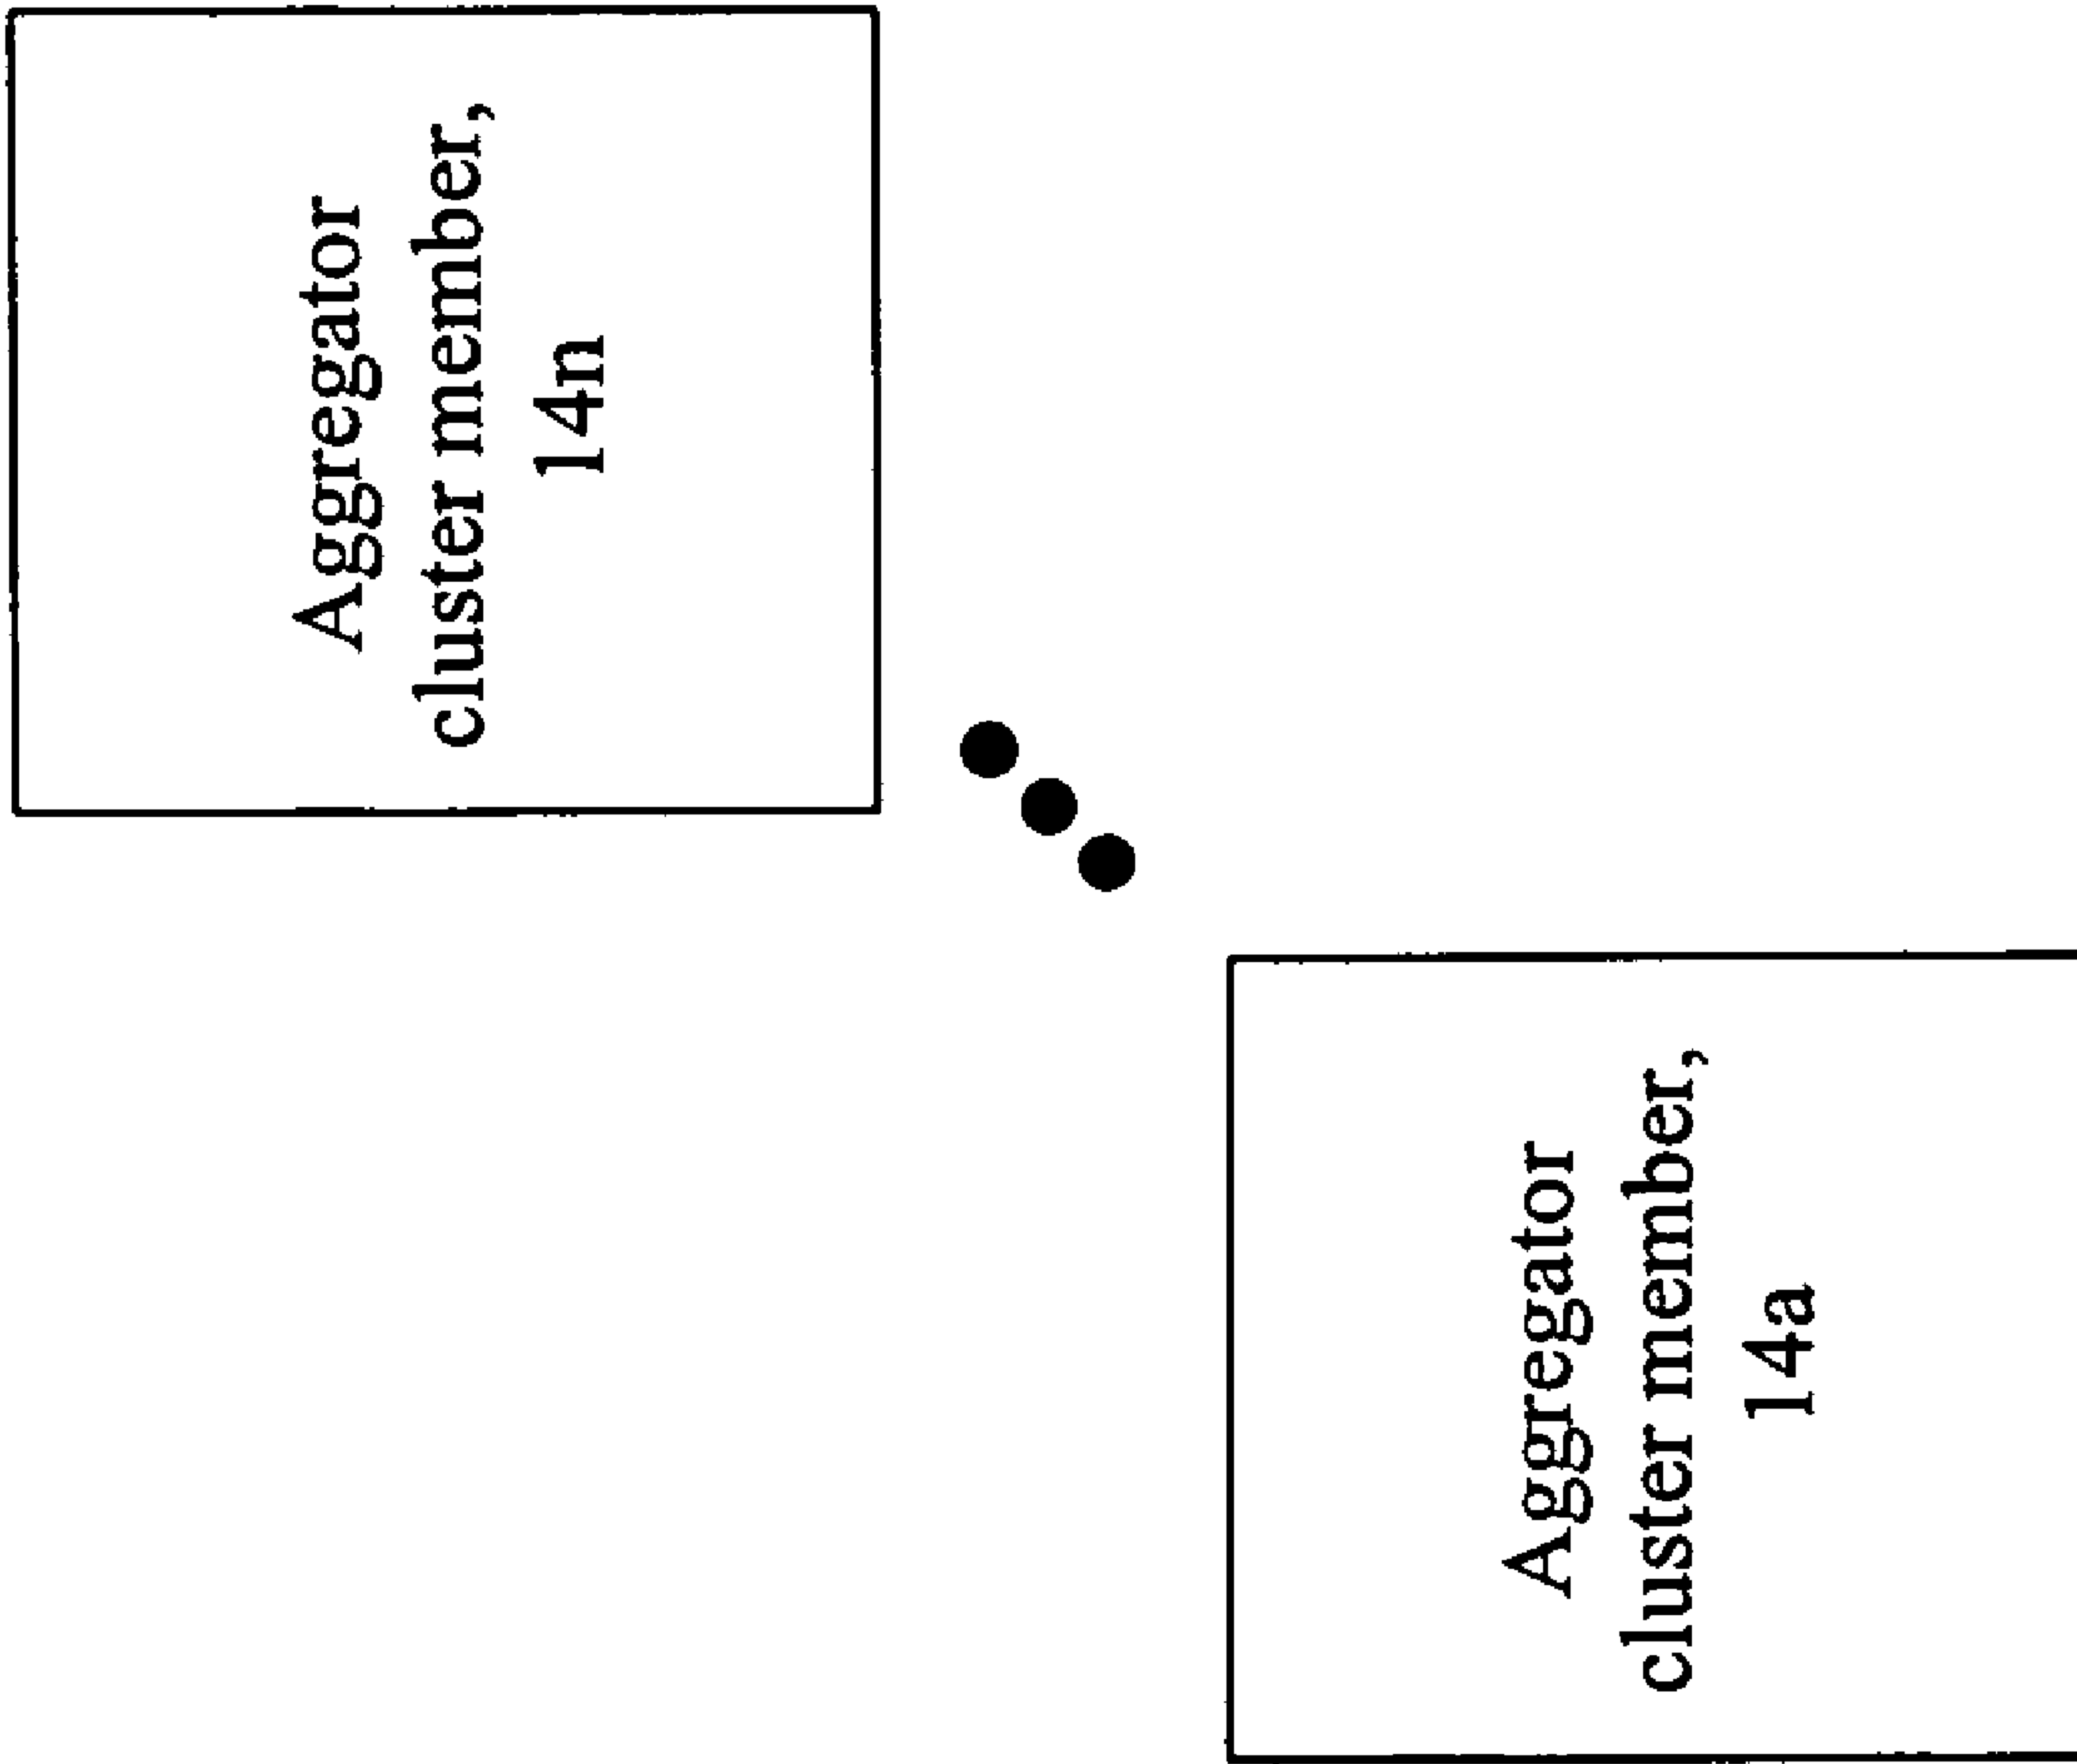 Aggregator
cluster member,
14n
Aggregator
cluster member,
14a